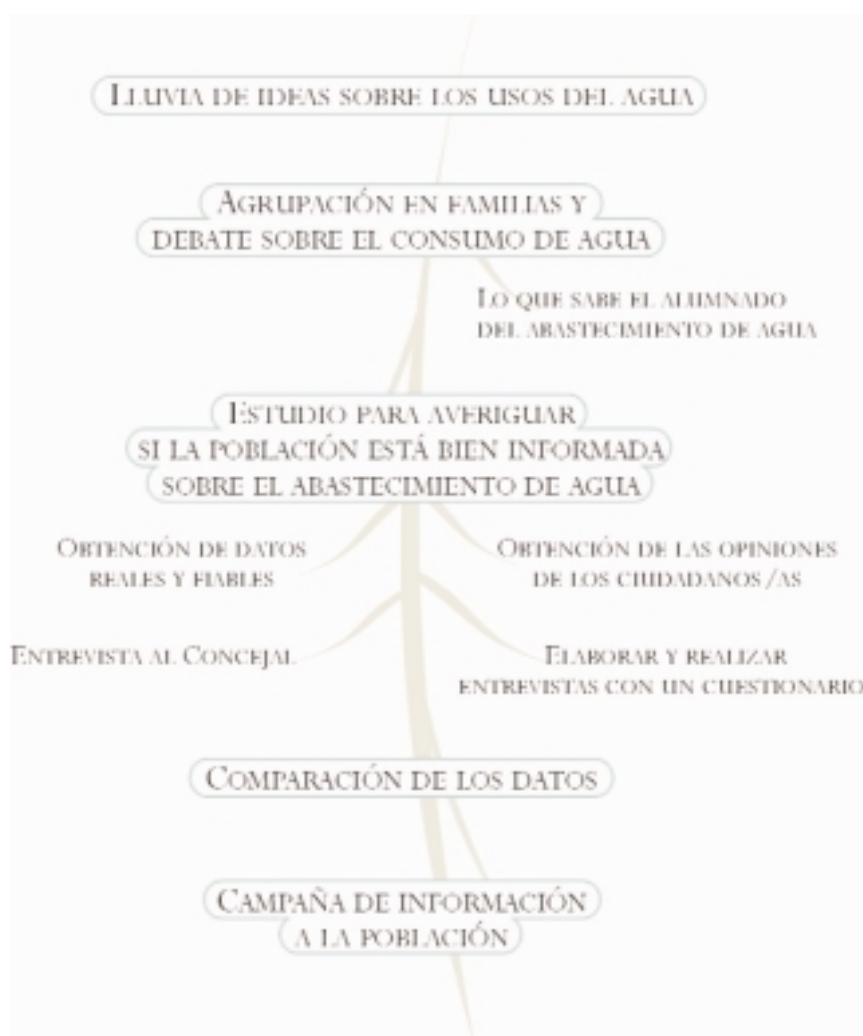 Lluvia de ideas sobre los usos del agua
Agrupación en familias y
debate sobre el consumo de agua
Lo que sabe el alumnado
del abastecimiento de agua
Estudio para averiguar
si la población está bien informada
sobre el abastecimiento de agua
Obtención de datos
reales y fiables
Obtención de las opiniones
de los ciudadanos/as
Entrevista al Concejal
Elaborar y realizar
entrevistas con un cuestionario
Comparación de los datos
Campaña de información
a la población